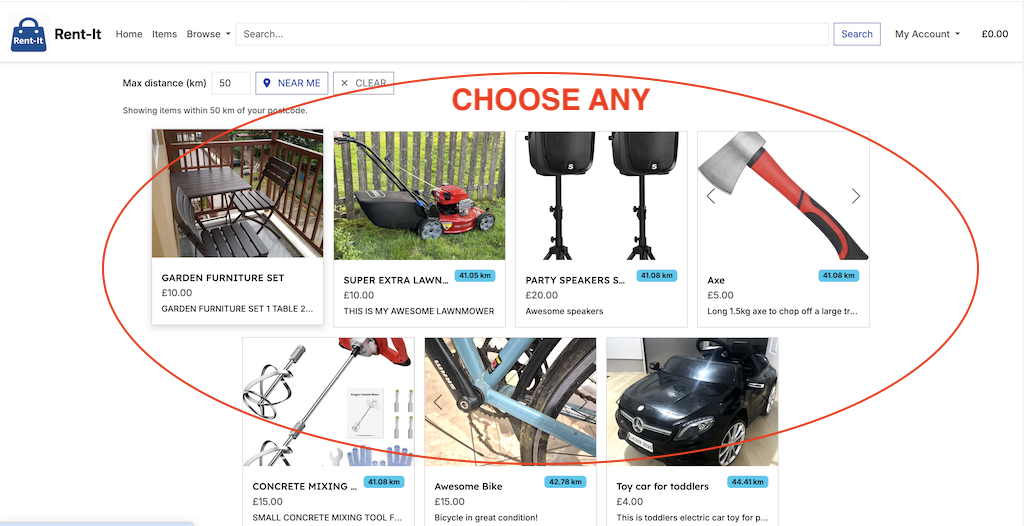 Rent-It Rent-It Home Items Browse Search... Search My Account £0.00
Max distance (km) 50 NEAR ME × CLEAR
Showing items within 50 km of your postcode.
CHOOSE ANY
GARDEN FURNITURE SET
£10.00
GARDEN FURNITURE SET 1 TABLE 2...
SUPER EXTRA LAWN... 41.05 km
£10.00
THIS IS MY AWESOME LAWNMOWER
PARTY SPEAKERS S... 41.08 km
£20.00
Awesome speakers
Axe 41.08 km
£5.00
Long 1.5kg axe to chop off a large tr...
CONCRETE MIXING ... 41.08 km
£15.00
SMALL CONCRETE MIXING TOOL F...
Awesome Bike 42.78 km
£15.00
Bicycle in great condition!
Toy car for toddlers 44.41 km
£4.00
This is toddlers electric car toy for p...